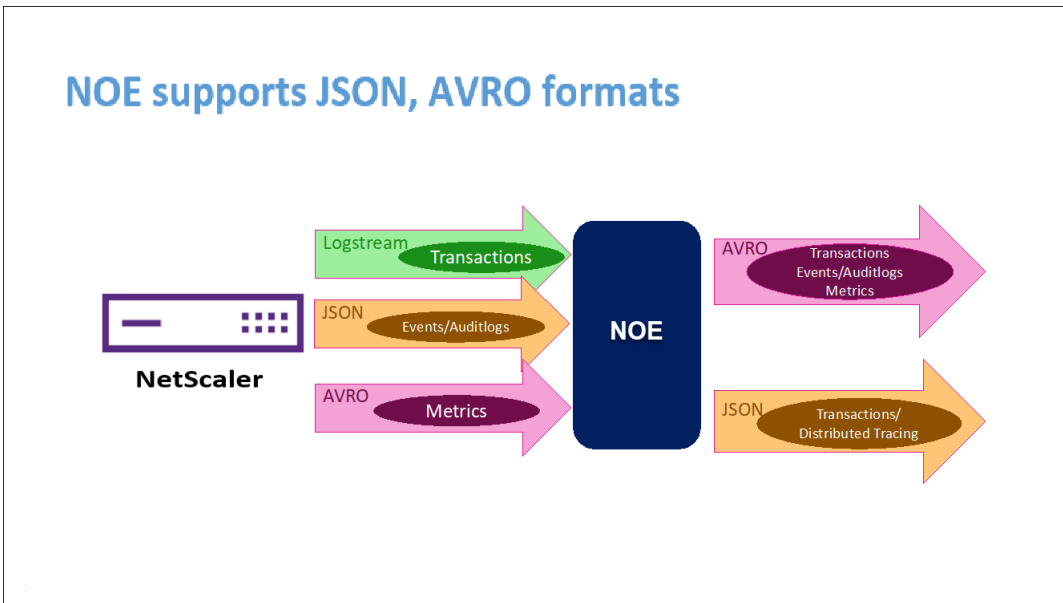 NOE supports JSON, AVRO formats
Logstream
Transactions
JSON
Events/Auditlogs
AVRO
Metrics
NetScaler
NOE
AVRO
Transactions
Events/Auditlogs
Metrics
JSON
Transactions/
Distributed Tracing